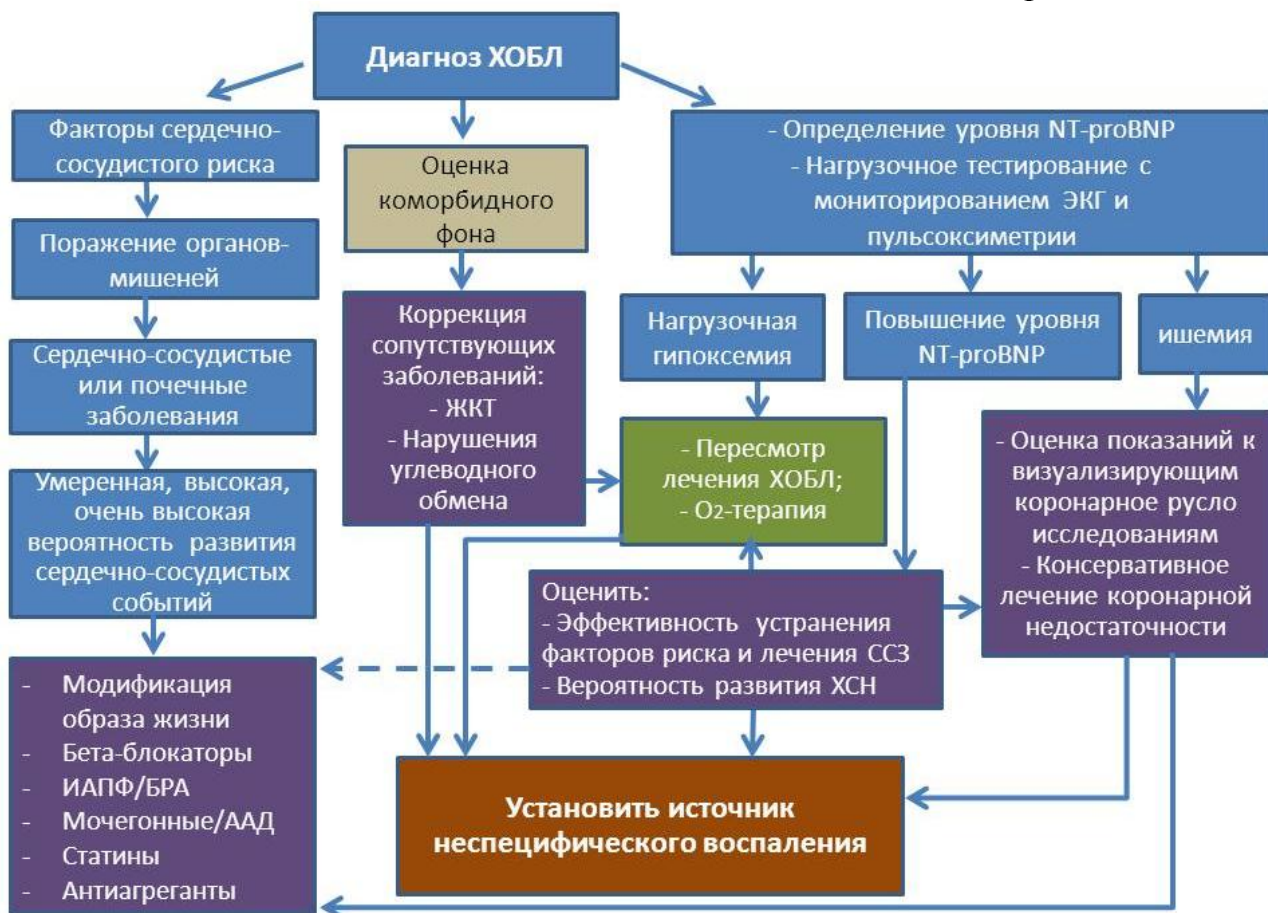 Диагноз ХОБЛ
Факторы сердечно-
сосудистого риска
Поражение органов-
мишеней
Сердечно-сосудистые
или почечные
заболевания
Умеренная, высокая,
очень высокая
вероятность развития
сердечно-сосудистых
событий
- Модификация
образа жизни
- Бета-блокаторы
- ИАПФ/БРА
- Мочегонные/ААД
- Статины
- Антиагреганты
Оценка
коморбидного
фона
Коррекция
сопутствующих
заболеваний:
- ЖКТ
- Нарушения
углеводного
обмена
- Определение уровня NT-proBNP
- Нагрузочное тестирование с
мониторированием ЭКГ и
пульсоксиметрии
Нагрузочная
гипоксемия
Повышение уровня
NT-proBNP
ишемия
- Пересмотр
лечения ХОБЛ;
- О2-терапия
- Оценка показаний к
визуализирующим
коронарное русло
исследованиям
- Консервативное
лечение коронарной
недостаточности
Оценить:
- Эффективность устранения
факторов риска и лечения ССЗ
- Вероятность развития ХСН
Установить источник
неспецифического воспаления